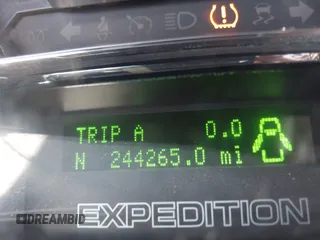 TRIP A 0.0
N 244265.0 mi
EXPEDITION
DREAMBID